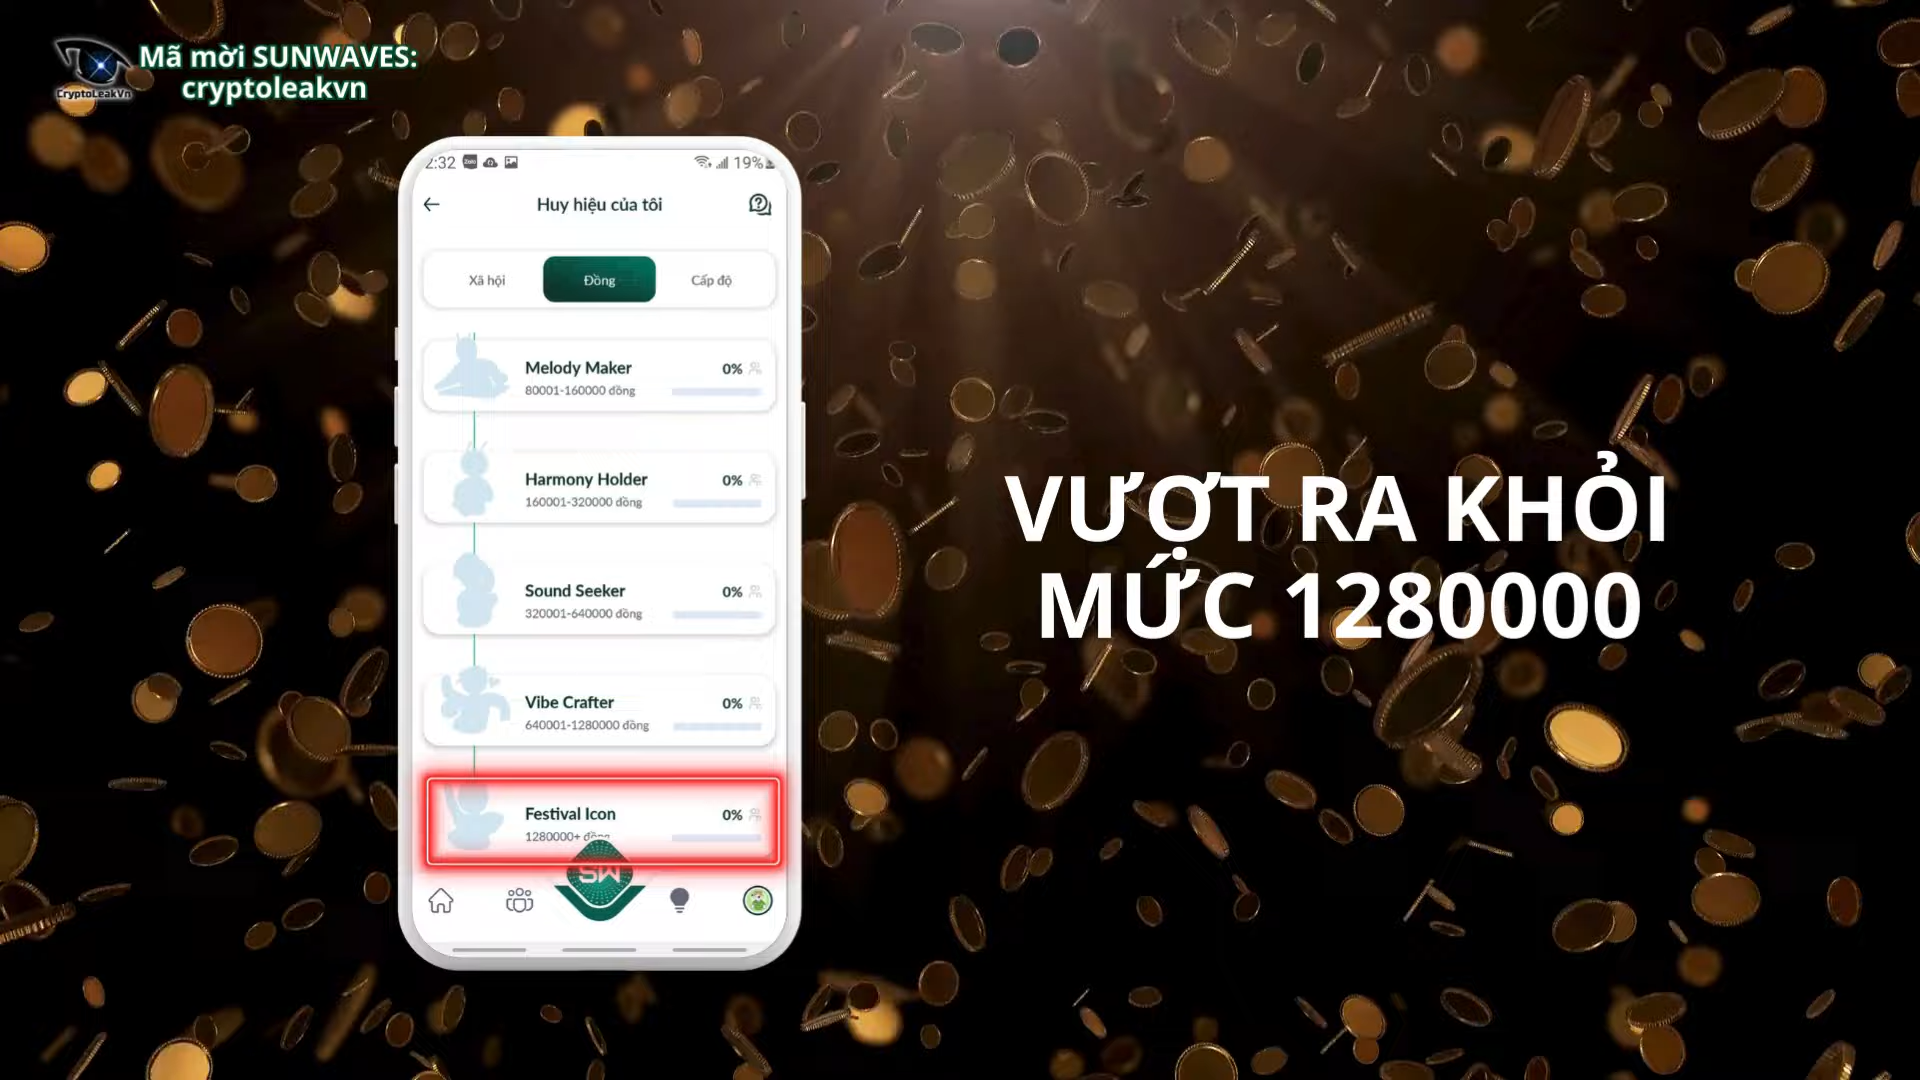 Mã mời SUNWAVES:
cryptoleakvn
CryptoLeakVn
2:32
19%
Huy hiệu của tôi
Xã hội
Đồng
Cấp độ
Melody Maker
0%
80001-160000 đồng
Harmony Holder
0%
160001-320000 đồng
Sound Seeker
0%
320001-640000 đồng
Vibe Crafter
0%
640001-1280000 đồng
Festival Icon
0%
1280000+ đồng
SW
VƯỢT RA KHỎI
MỨC 1280000